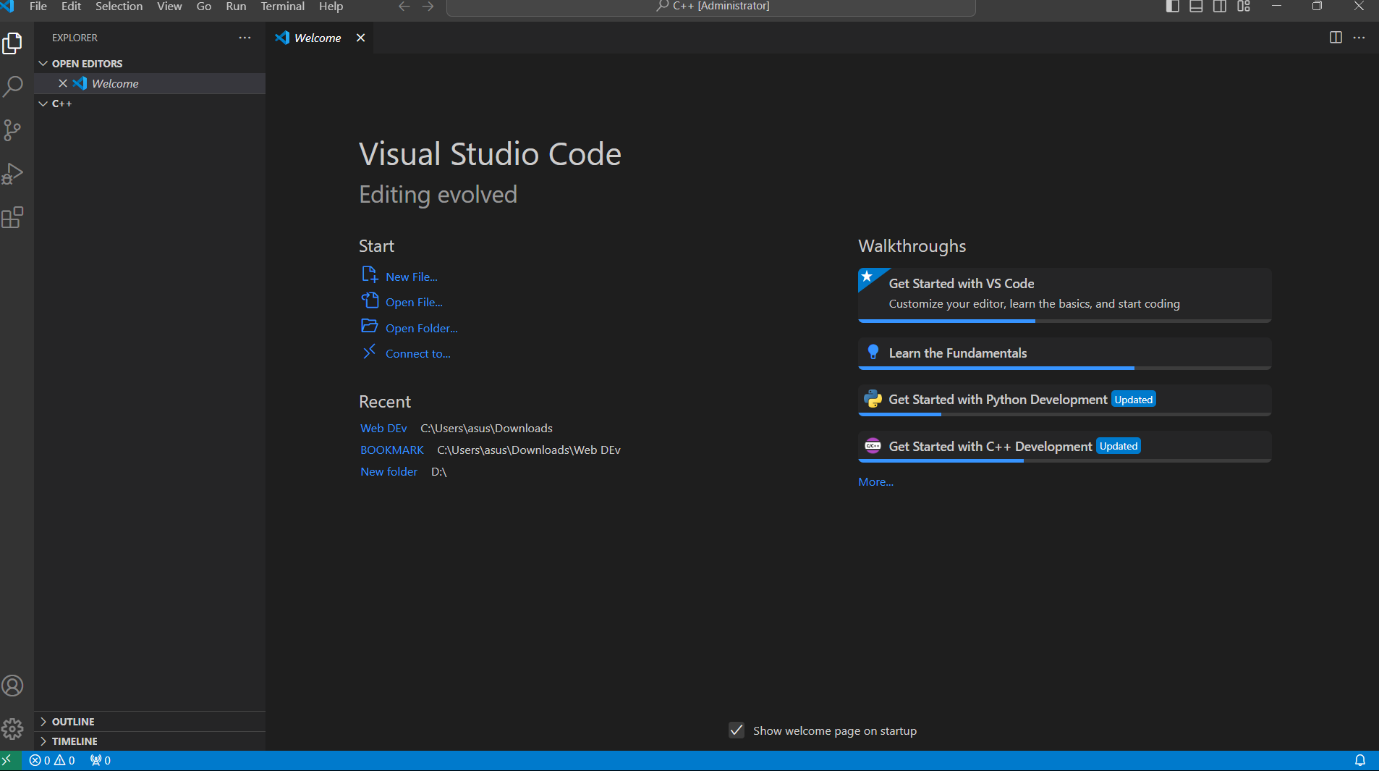 File Edit Selection View Go Run Terminal Help
C++ [Administrator]
EXPLORER
Welcome
OPEN EDITORS
Welcome
C++
Visual Studio Code
Editing evolved
Start
New File...
Open File...
Open Folder...
Connect to...
Recent
Web DEv C:\Users\asus\Downloads
BOOKMARK C:\Users\asus\Downloads\Web DEv
New folder D:\
Walkthroughs
Get Started with VS Code
Customize your editor, learn the basics, and start coding
Learn the Fundamentals
Get Started with Python Development Updated
C/C++
Get Started with C++ Development Updated
More...
Show welcome page on startup
OUTLINE
TIMELINE
0 0 0